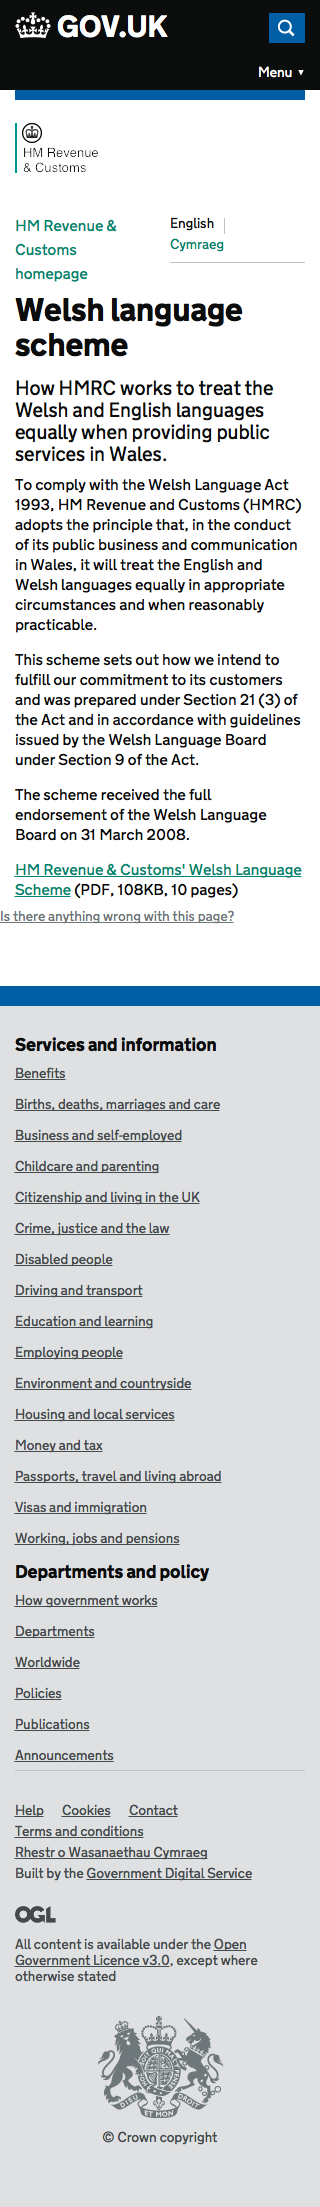 GOV.UK
Menu ▼
HM Revenue
& Customs
HM Revenue &
Customs
homepage
English
Cymraeg
Welsh language
scheme
How HMRC works to treat the
Welsh and English languages
equally when providing public
services in Wales.
To comply with the Welsh Language Act
1993, HM Revenue and Customs (HMRC)
adopts the principle that, in the conduct
of its public business and communication
in Wales, it will treat the English and
Welsh languages equally in appropriate
circumstances and when reasonably
practicable.
This scheme sets out how we intend to
fulfill our commitment to its customers
and was prepared under Section 21 (3) of
the Act and in accordance with guidelines
issued by the Welsh Language Board
under Section 9 of the Act.
The scheme received the full
endorsement of the Welsh Language
Board on 31 March 2008.
HM Revenue & Customs' Welsh Language
Scheme (PDF, 108KB, 10 pages)
Is there anything wrong with this page?
Services and information
Benefits
Births, deaths, marriages and care
Business and self-employed
Childcare and parenting
Citizenship and living in the UK
Crime, justice and the law
Disabled people
Driving and transport
Education and learning
Employing people
Environment and countryside
Housing and local services
Money and tax
Passports, travel and living abroad
Visas and immigration
Working, jobs and pensions
Departments and policy
How government works
Departments
Worldwide
Policies
Publications
Announcements
Help Cookies Contact
Terms and conditions
Rhestr o Wasanaethau Cymraeg
Built by the Government Digital Service
OGL
All content is available under the Open
Government Licence v3.0, except where
otherwise stated
DIEU ET MON DROIT
© Crown copyright